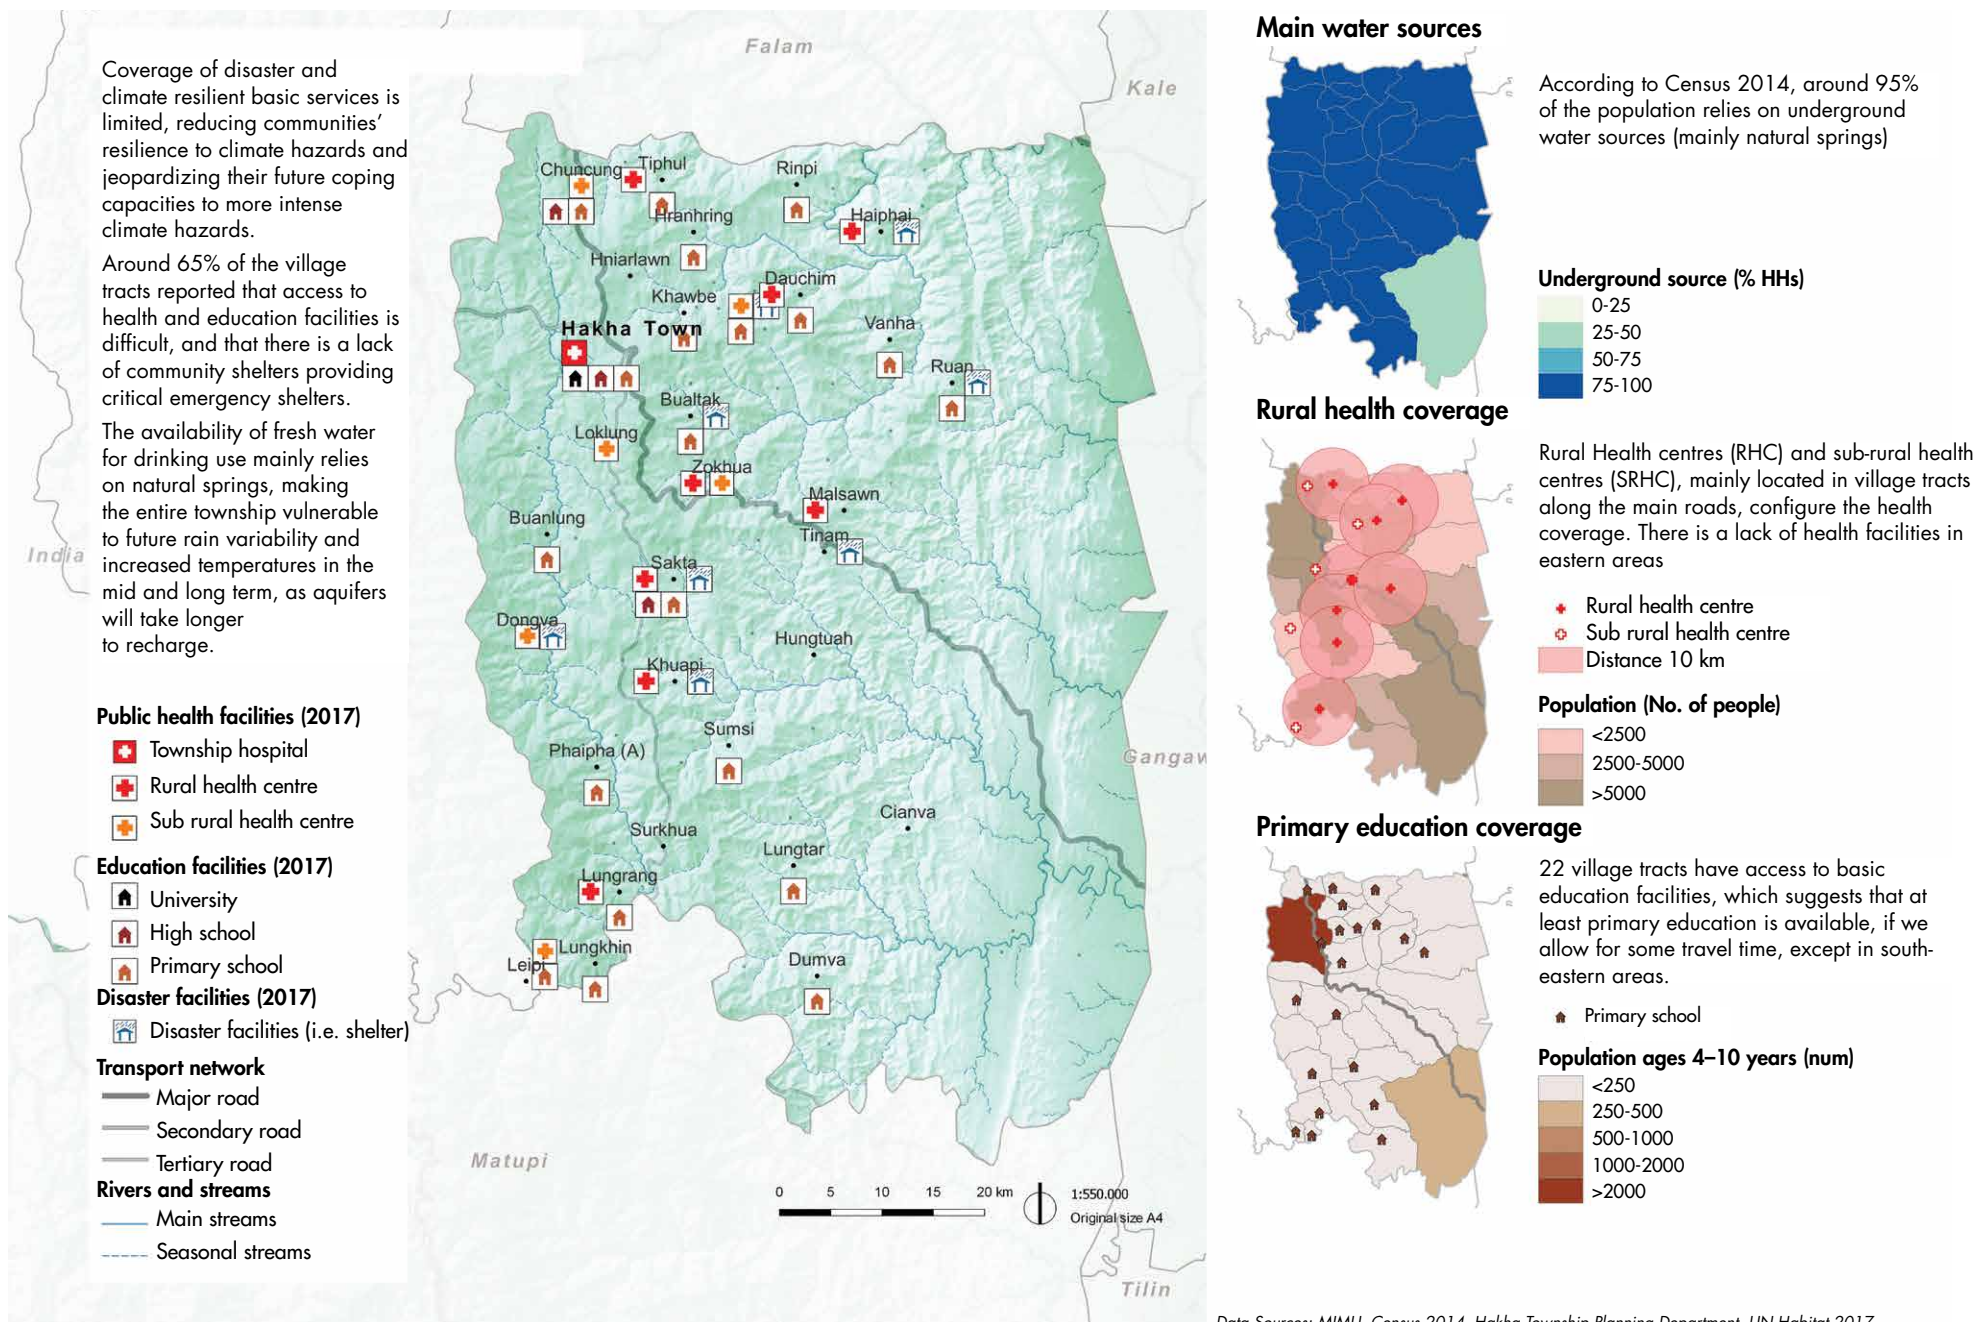 Coverage of disaster and
climate resilient basic services is
limited, reducing communities’
resilience to climate hazards and
jeopardizing their future coping
capacities to more intense
climate hazards.
Around 65% of the village
tracts reported that access to
health and education facilities is
difficult, and that there is a lack
of community shelters providing
critical emergency shelters.
The availability of fresh water
for drinking use mainly relies
on natural springs, making
the entire township vulnerable
to future rain variability and
increased temperatures in the
mid and long term, as aquifers
will take longer
to recharge.
Public health facilities (2017)
Township hospital
Rural health centre
Sub rural health centre
Education facilities (2017)
University
High school
Primary school
Disaster facilities (2017)
Disaster facilities (i.e. shelter)
Transport network
Major road
Secondary road
Tertiary road
Rivers and streams
Main streams
Seasonal streams
Falam
Kale
India
Gangaw
Matupi
Tilin
Chuncung
Tiphul
Rinpi
Hranhring
Haiphai
Hniarlawn
Dauchim
Khawbe
Hakha Town
Vanha
Ruan
Bualtak
Loklung
Zokhua
Malsawn
Buanlung
Tinam
Sakta
Dongva
Hungtuah
Khuapi
Sumsi
Phaipha (A)
Cianva
Surkhua
Lungtar
Lungrang
Lungkhin
Leipi
Dumva
0 5 10 15 20 km
1:550.000
Original size A4
Main water sources
According to Census 2014, around 95%
of the population relies on underground
water sources (mainly natural springs)
Underground source (% HHs)
0-25
25-50
50-75
75-100
Rural health coverage
Rural Health centres (RHC) and sub-rural health
centres (SRHC), mainly located in village tracts
along the main roads, configure the health
coverage. There is a lack of health facilities in
eastern areas
Rural health centre
Sub rural health centre
Distance 10 km
Population (No. of people)
<2500
2500-5000
>5000
Primary education coverage
22 village tracts have access to basic
education facilities, which suggests that at
least primary education is available, if we
allow for some travel time, except in south-
eastern areas.
Primary school
Population ages 4–10 years (num)
<250
250-500
500-1000
1000-2000
>2000
Data Sources: MIMU, Census 2014, Hakha Township Planning Department, UN-Habitat 2017